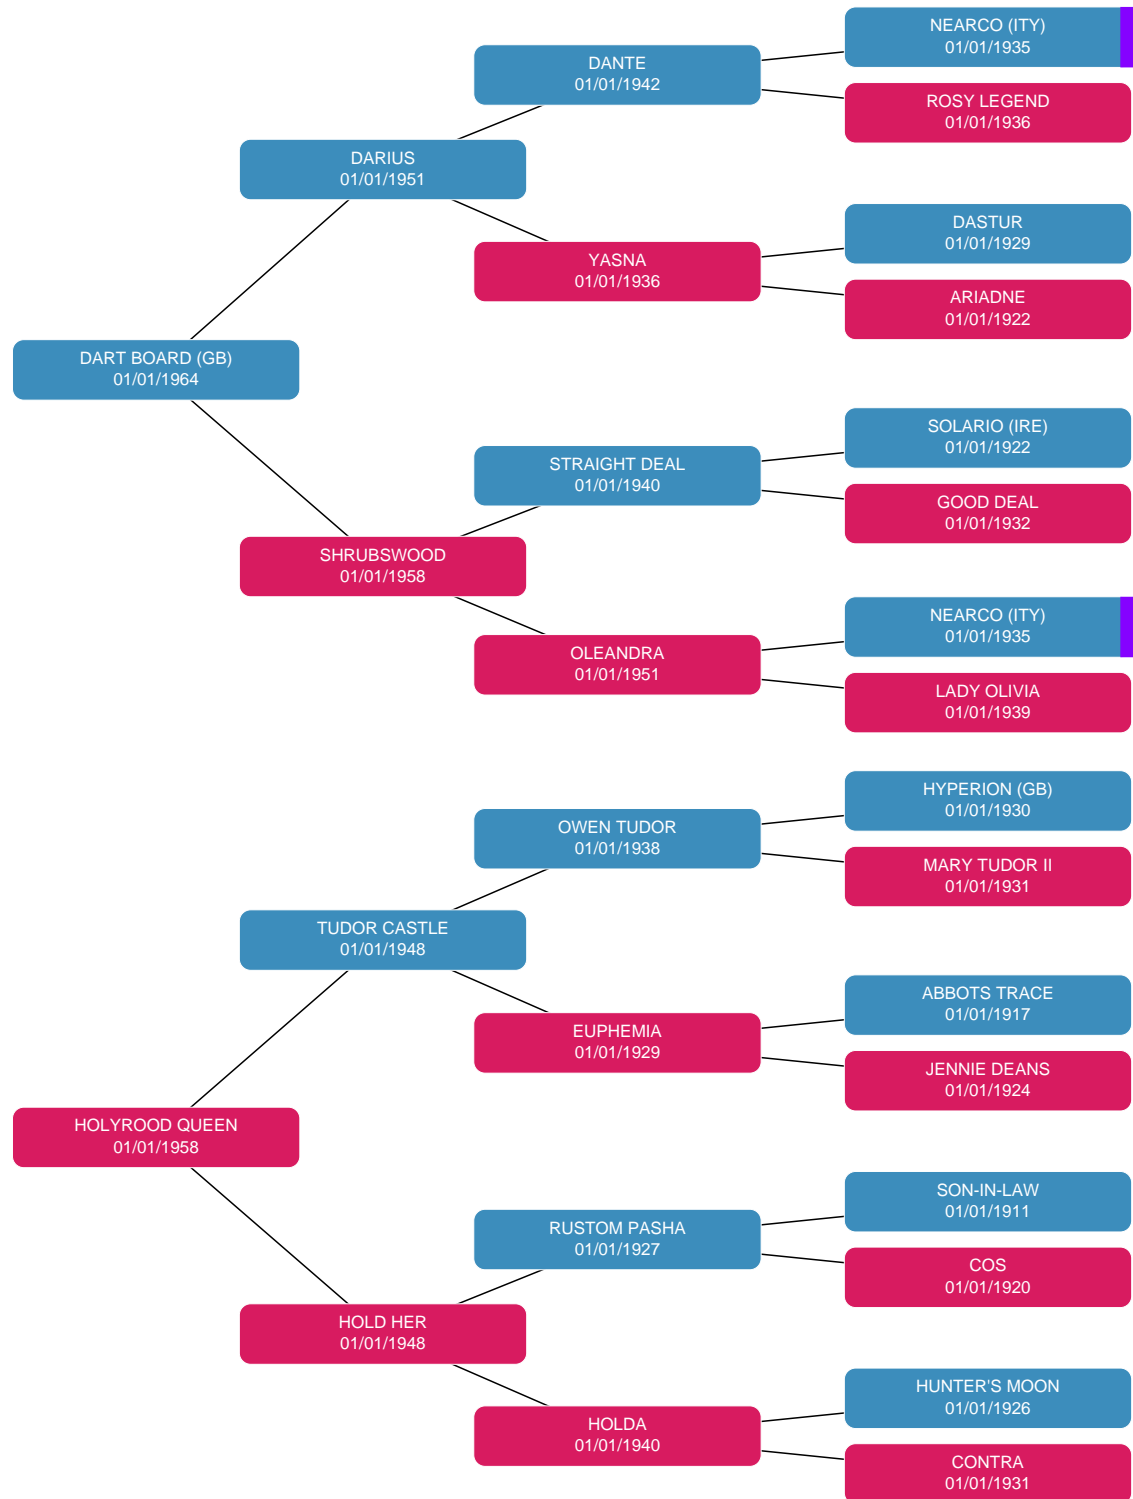 NEARCO (ITY)
01/01/1935
DANTE
01/01/1942
ROSY LEGEND
01/01/1936
DARIUS
01/01/1951
DASTUR
01/01/1929
YASNA
01/01/1936
ARIADNE
01/01/1922
DART BOARD (GB)
01/01/1964
SOLARIO (IRE)
01/01/1922
STRAIGHT DEAL
01/01/1940
GOOD DEAL
01/01/1932
SHRUBSWOOD
01/01/1958
NEARCO (ITY)
01/01/1935
OLEANDRA
01/01/1951
LADY OLIVIA
01/01/1939
HYPERION (GB)
01/01/1930
OWEN TUDOR
01/01/1938
MARY TUDOR II
01/01/1931
TUDOR CASTLE
01/01/1948
ABBOTS TRACE
01/01/1917
EUPHEMIA
01/01/1929
JENNIE DEANS
01/01/1924
HOLYROOD QUEEN
01/01/1958
SON-IN-LAW
01/01/1911
RUSTOM PASHA
01/01/1927
COS
01/01/1920
HOLD HER
01/01/1948
HUNTER'S MOON
01/01/1926
HOLDA
01/01/1940
CONTRA
01/01/1931